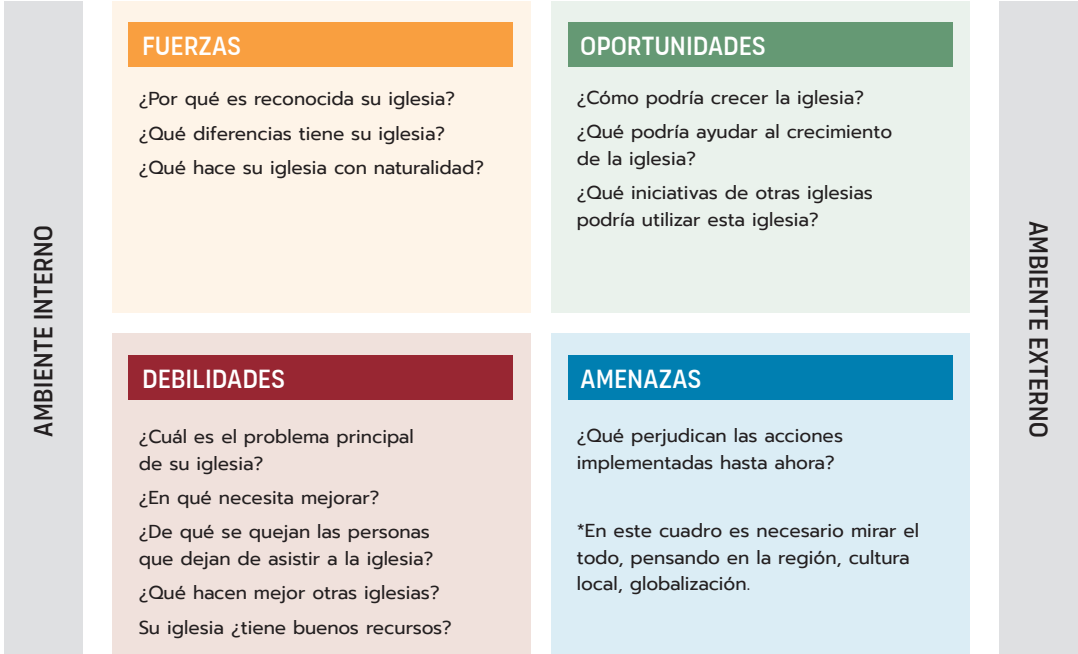 AMBIENTE INTERNO
FUERZAS
¿Por qué es reconocida su iglesia?
¿Qué diferencias tiene su iglesia?
¿Qué hace su iglesia con naturalidad?
OPORTUNIDADES
¿Cómo podría crecer la iglesia?
¿Qué podría ayudar al crecimiento
de la iglesia?
¿Qué iniciativas de otras iglesias
podría utilizar esta iglesia?
DEBILIDADES
¿Cuál es el problema principal
de su iglesia?
¿En qué necesita mejorar?
¿De qué se quejan las personas
que dejan de asistir a la iglesia?
¿Qué hacen mejor otras iglesias?
Su iglesia ¿tiene buenos recursos?
AMENAZAS
¿Qué perjudican las acciones
implementadas hasta ahora?
*En este cuadro es necesario mirar el
todo, pensando en la región, cultura
local, globalización.
AMBIENTE EXTERNO